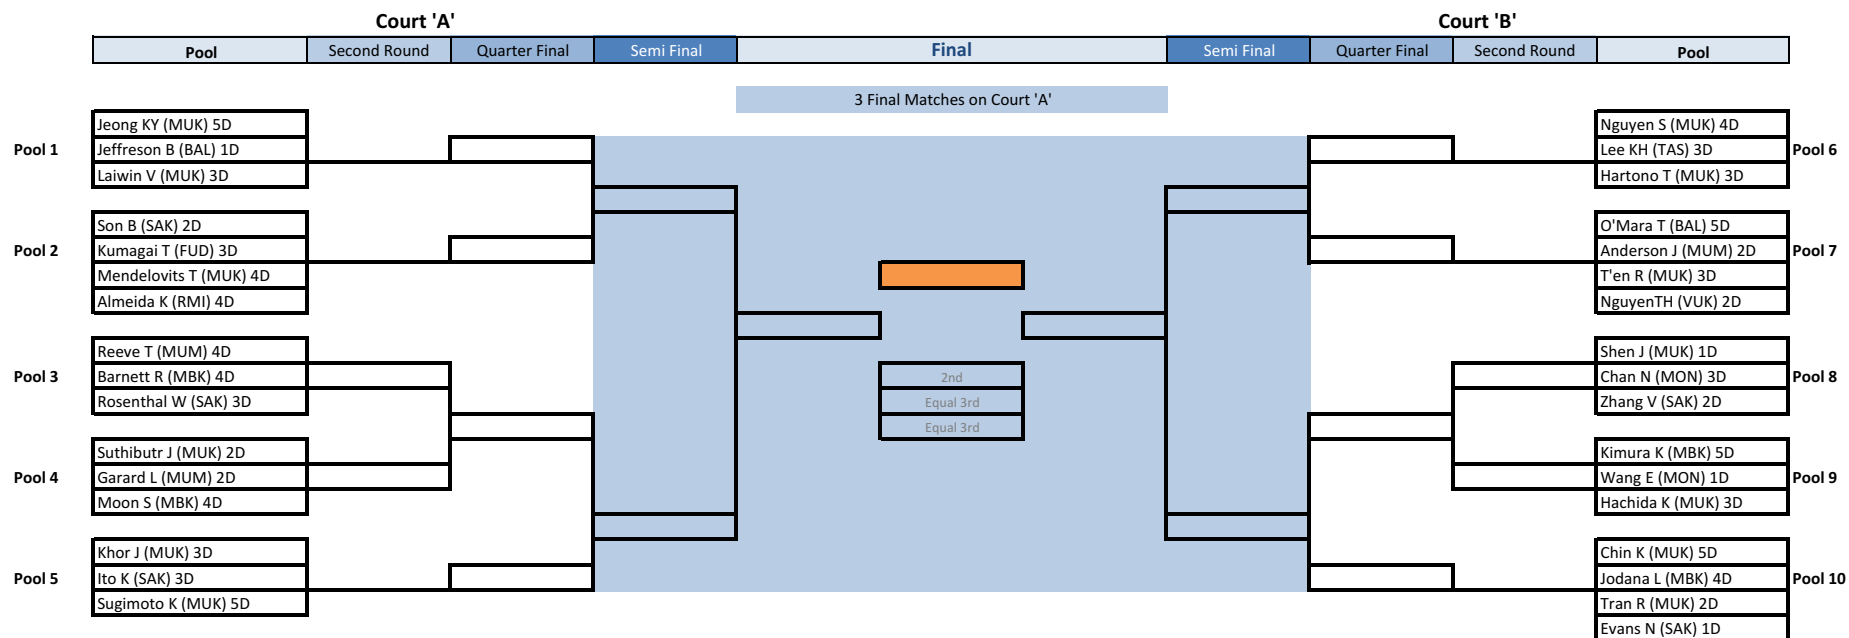 Court 'A'
Court 'B'
Pool Second Round Quarter Final Semi Final Final Semi Final Quarter Final Second Round Pool
3 Final Matches on Court 'A'
Pool 1
Jeong KY (MUK) 5D
Jeffreson B (BAL) 1D
Laiwin V (MUK) 3D
Pool 2
Son B (SAK) 2D
Kumagai T (FUD) 3D
Mendelovits T (MUK) 4D
Almeida K (RMI) 4D
Pool 3
Reeve T (MUM) 4D
Barnett R (MBK) 4D
Rosenthal W (SAK) 3D
Pool 4
Suthibutr J (MUK) 2D
Garard L (MUM) 2D
Moon S (MBK) 4D
Pool 5
Khor J (MUK) 3D
Ito K (SAK) 3D
Sugimoto K (MUK) 5D
2nd
Equal 3rd
Equal 3rd
Nguyen S (MUK) 4D
Lee KH (TAS) 3D
Hartono T (MUK) 3D
Pool 6
O'Mara T (BAL) 5D
Anderson J (MUM) 2D
T'en R (MUK) 3D
NguyenTH (VUK) 2D
Pool 7
Shen J (MUK) 1D
Chan N (MON) 3D
Zhang V (SAK) 2D
Pool 8
Kimura K (MBK) 5D
Wang E (MON) 1D
Hachida K (MUK) 3D
Pool 9
Chin K (MUK) 5D
Jodana L (MBK) 4D
Tran R (MUK) 2D
Evans N (SAK) 1D
Pool 10